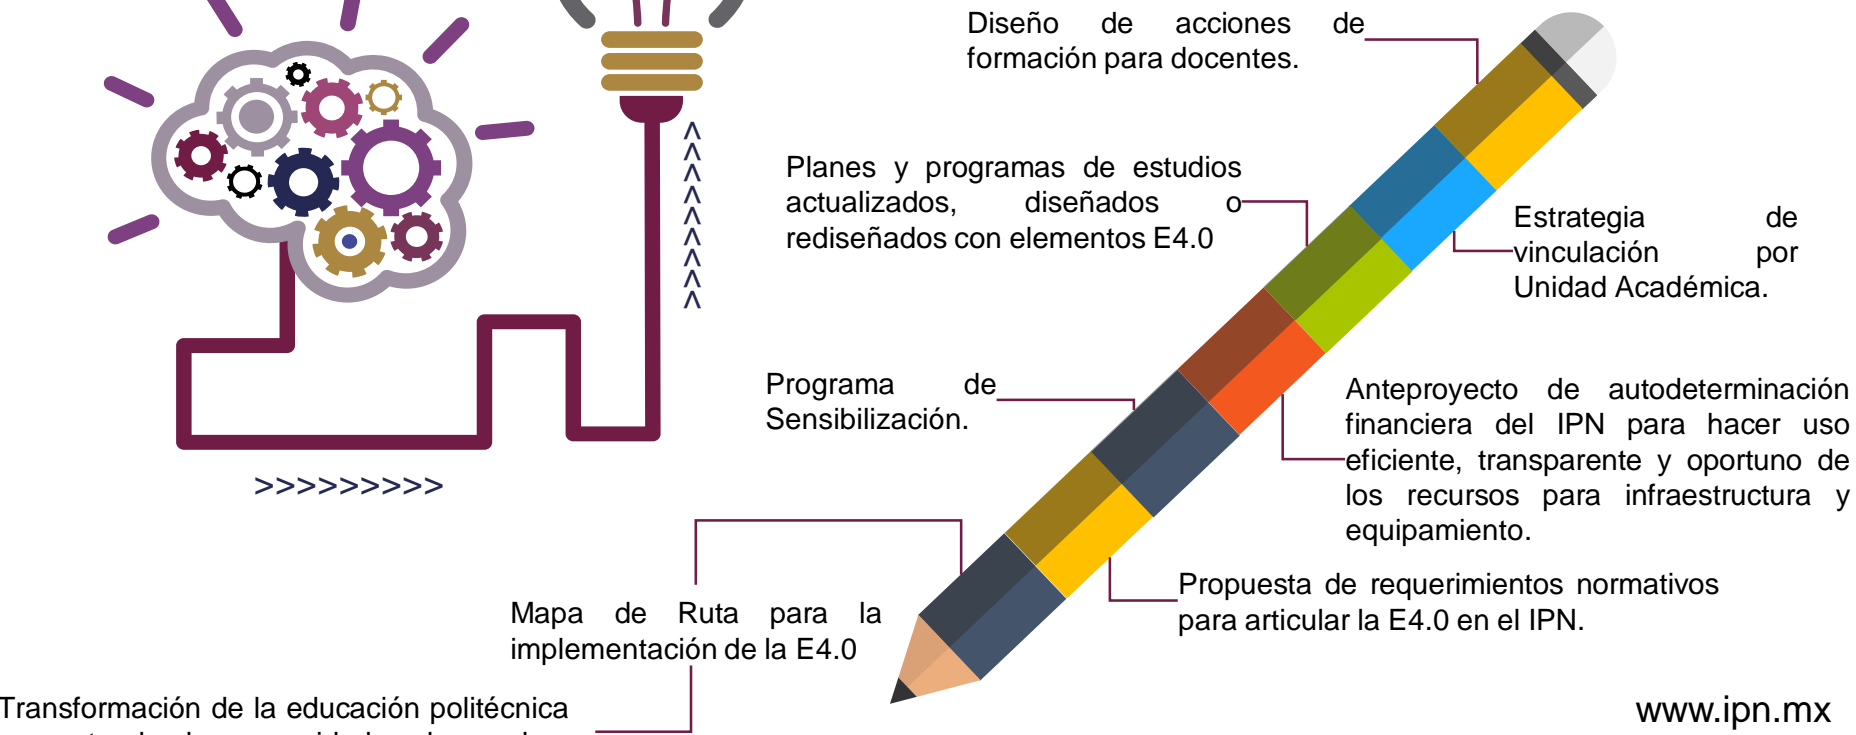 Diseño de acciones de
formación para docentes.
Planes y programas de estudios
actualizados, diseñados o
rediseñados con elementos E4.0
Estrategia de
vinculación por
Unidad Académica.
Programa de
Sensibilización.
Anteproyecto de autodeterminación
financiera del IPN para hacer uso
eficiente, transparente y oportuno de
los recursos para infraestructura y
equipamiento.
>>>>>>>>>
Propuesta de requerimientos normativos
para articular la E4.0 en el IPN.
Mapa de Ruta para la
implementación de la E4.0
Transformación de la educación politécnica
www.ipn.mx